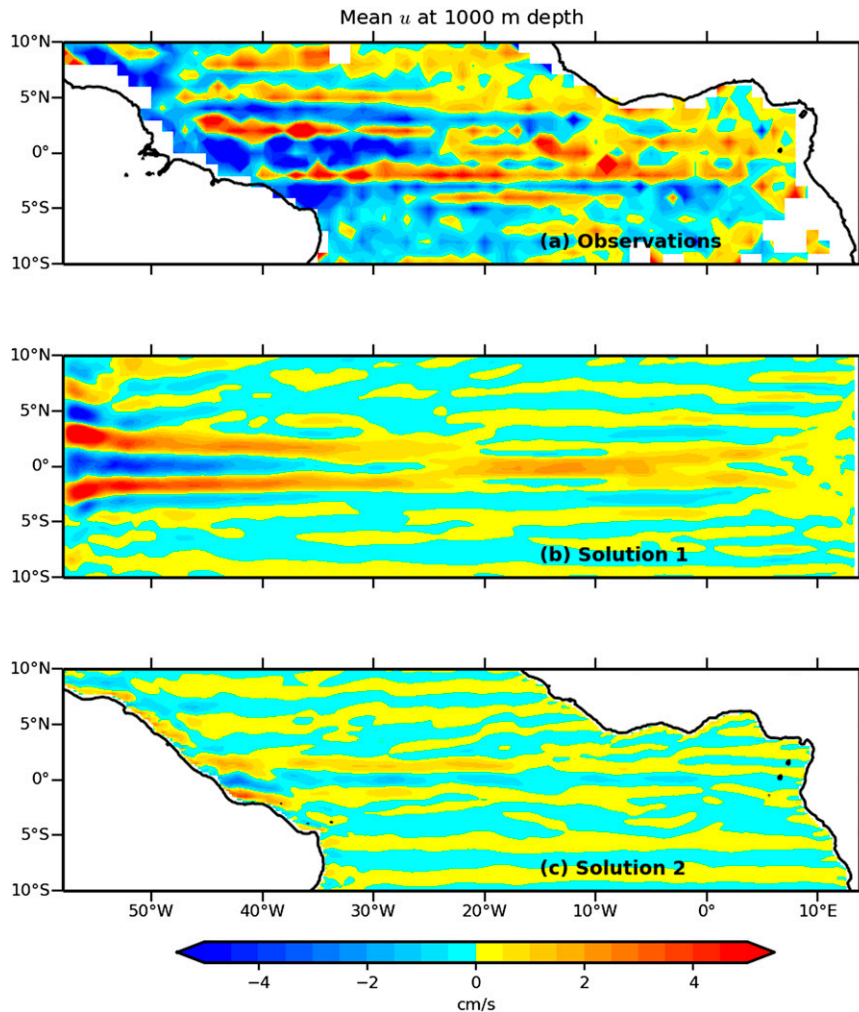 Mean u at 1000 m depth
10°N
5°N
0°
5°S
10°S
(a) Observations
10°N
5°N
0°
5°S
10°S
(b) Solution 1
10°N
5°N
0°
5°S
10°S
(c) Solution 2
50°W 40°W 30°W 20°W 10°W 0° 10°E
−4 −2 0 2 4
cm/s